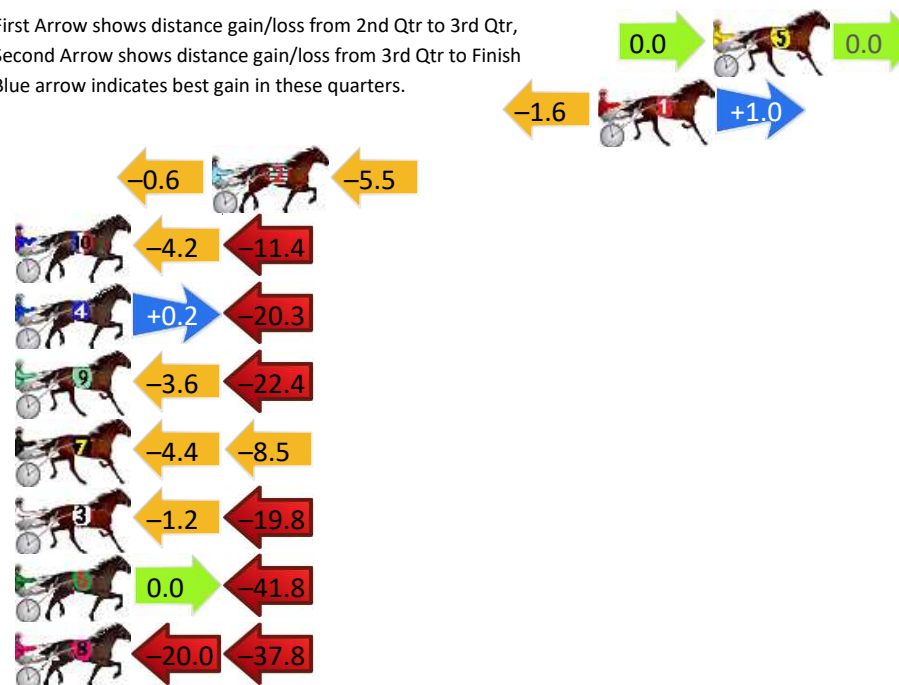 First Arrow shows distance gain/loss from 2nd Qtr to 3rd Qtr,
Second Arrow shows distance gain/loss from 3rd Qtr to Finish
Blue arrow indicates best gain in these quarters.
0.0 5 0.0
–1.6 1 +1.0
–0.6 2 –5.5
10 –4.2 –11.4
4 +0.2 –20.3
9 –3.6 –22.4
7 –4.4 –8.5
3 –1.2 –19.8
6 0.0 –41.8
8 –20.0 –37.8